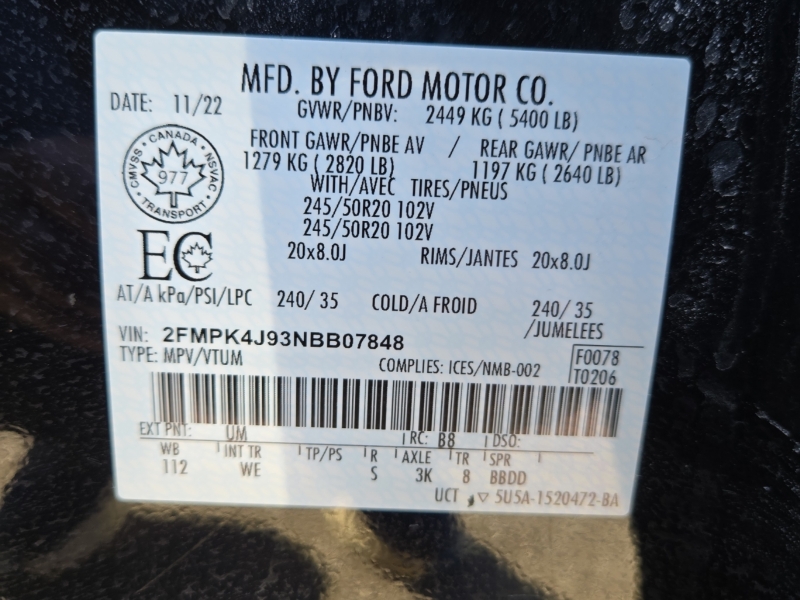 MFD. BY FORD MOTOR CO.
DATE: 11/22
GVWR/PNBV: 2449 KG ( 5400 LB)
FRONT GAWR/PNBE AV / REAR GAWR/ PNBE AR
1279 KG ( 2820 LB) 1197 KG ( 2640 LB)
WITH/AVEC TIRES/PNEUS
245/50R20 102V
245/50R20 102V
20x8.0J RIMS/JANTES 20x8.0J
CANADA
CMVSS NSVAC
977
TRANSPORT
EC
AT/A kPa/PSI/LPC 240/ 35 COLD/A FROID 240/ 35
/JUMELEES
VIN: 2FMPK4J93NBB07848
TYPE: MPV/VTUM
COMPLIES: ICES/NMB-002
F0078
T0206
EXT PNT: UM RC: B8 DSO:
WB INT TR TP/PS R AXLE TR SPR
112 WE S 3K 8 BBDD
UCT ▽ 5U5A-1520472-BA